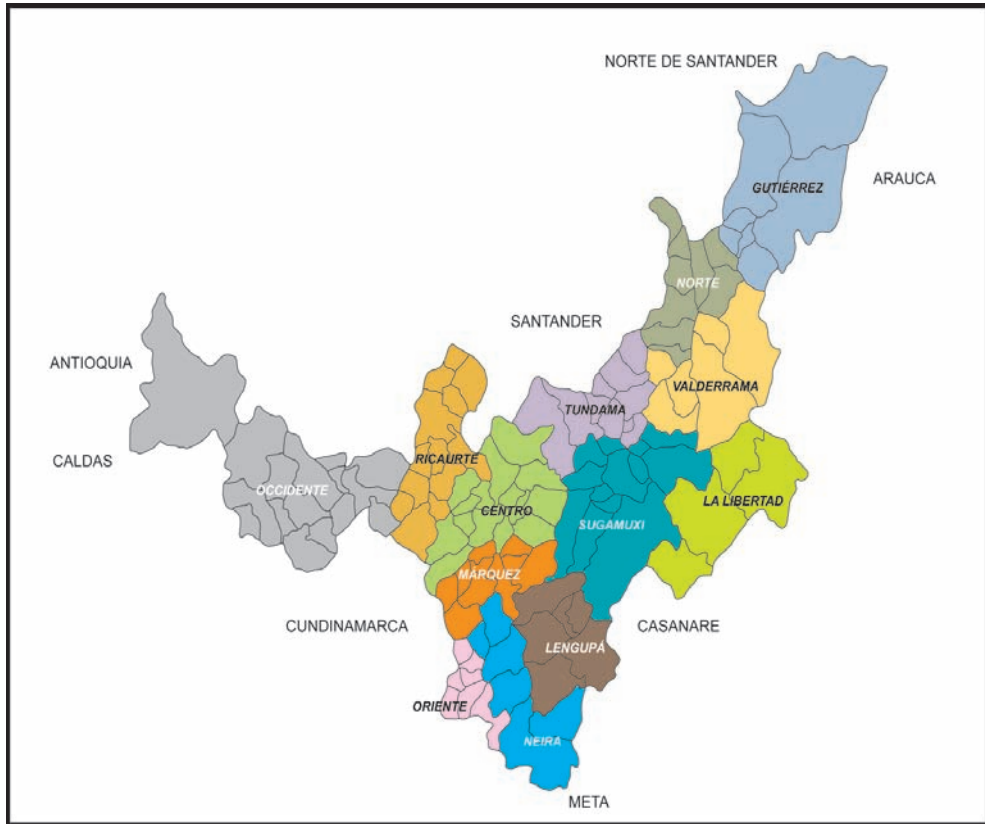 NORTE DE SANTANDER
ARAUCA
GUTIÉRREZ
NORTE
SANTANDER
ANTIOQUIA
VALDERRAMA
TUNDAMA
CALDAS
RICAURTE
OCCIDENTE
LA LIBERTAD
CENTRO
SUGAMUXI
MÁRQUEZ
CUNDINAMARCA
CASANARE
LENGUPÁ
ORIENTE
NEIRA
META